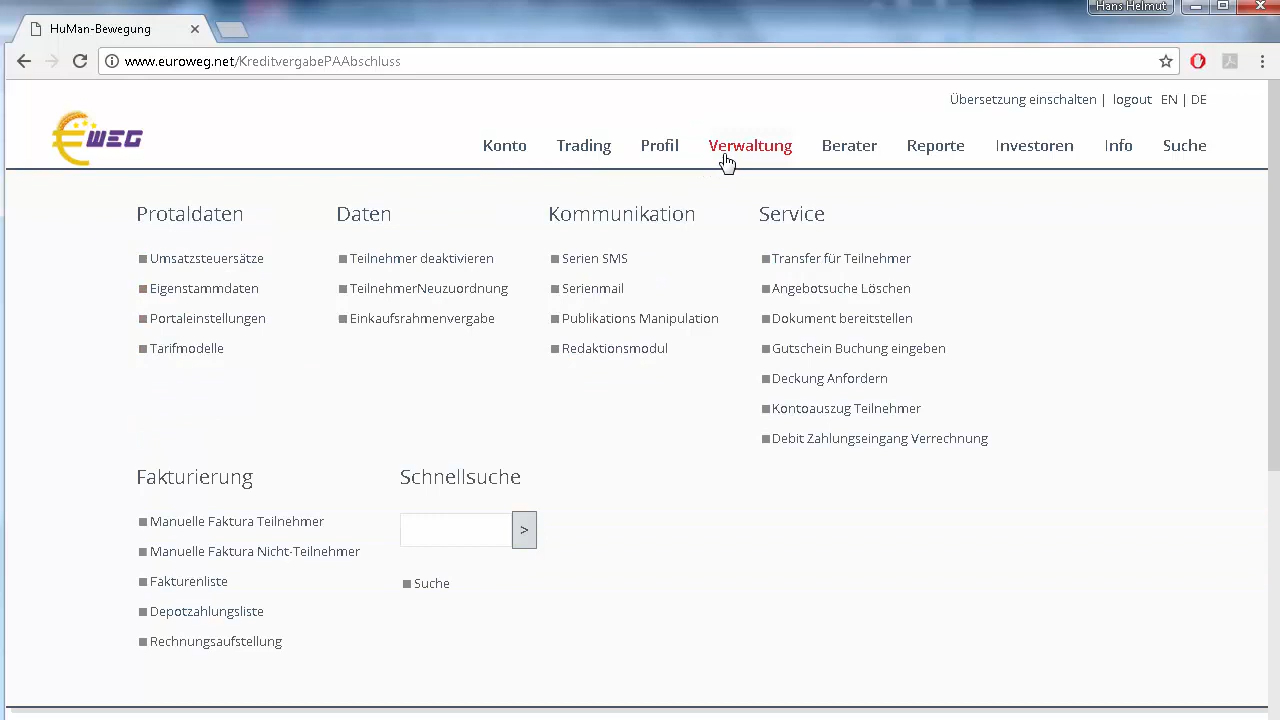 Hans Helmut
HuMan-Bewegung
www.euroweg.net/KreditvergabePAAbschluss
Übersetzung einschalten | logout EN | DE
€WEG
Konto Trading Profil Verwaltung Berater Reporte Investoren Info Suche
Protaldaten
Umsatzsteuersätze
Eigenstammdaten
Portaleinstellungen
Tarifmodelle
Daten
Teilnehmer deaktivieren
TeilnehmerNeuzuordnung
Einkaufsrahmenvergabe
Kommunikation
Serien SMS
Serienmail
Publikations Manipulation
Redaktionsmodul
Service
Transfer für Teilnehmer
Angebotsuche Löschen
Dokument bereitstellen
Gutschein Buchung eingeben
Deckung Anfordern
Kontoauszug Teilnehmer
Debit Zahlungseingang Verrechnung
Fakturierung
Manuelle Faktura Teilnehmer
Manuelle Faktura Nicht-Teilnehmer
Fakturenliste
Depotzahlungsliste
Rechnungsaufstellung
Schnellsuche
>
Suche